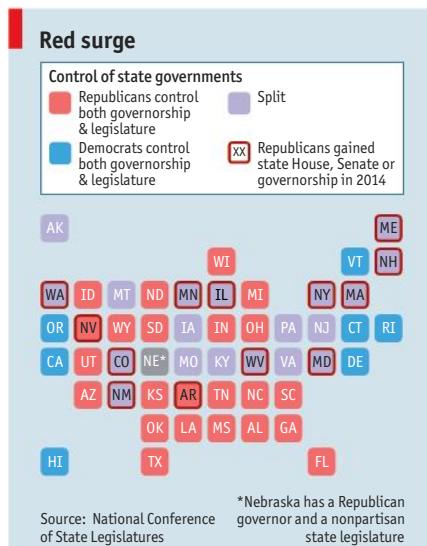 Red surge
Control of state governments
Republicans control
both governorship
& legislature
Split
Democrats control
both governorship
& legislature
XX
Republicans gained
state House, Senate or
governorship in 2014
AK ME
WI VT NH
WA ID MT ND MN IL MI NY MA
OR NV WY SD IA IN OH PA NJ CT RI
CA UT CO NE* MO KY WV VA MD DE
AZ NM KS AR TN NC SC
OK LA MS AL GA
HI TX FL
Source: National Conference
of State Legislatures
*Nebraska has a Republican
governor and a nonpartisan
state legislature